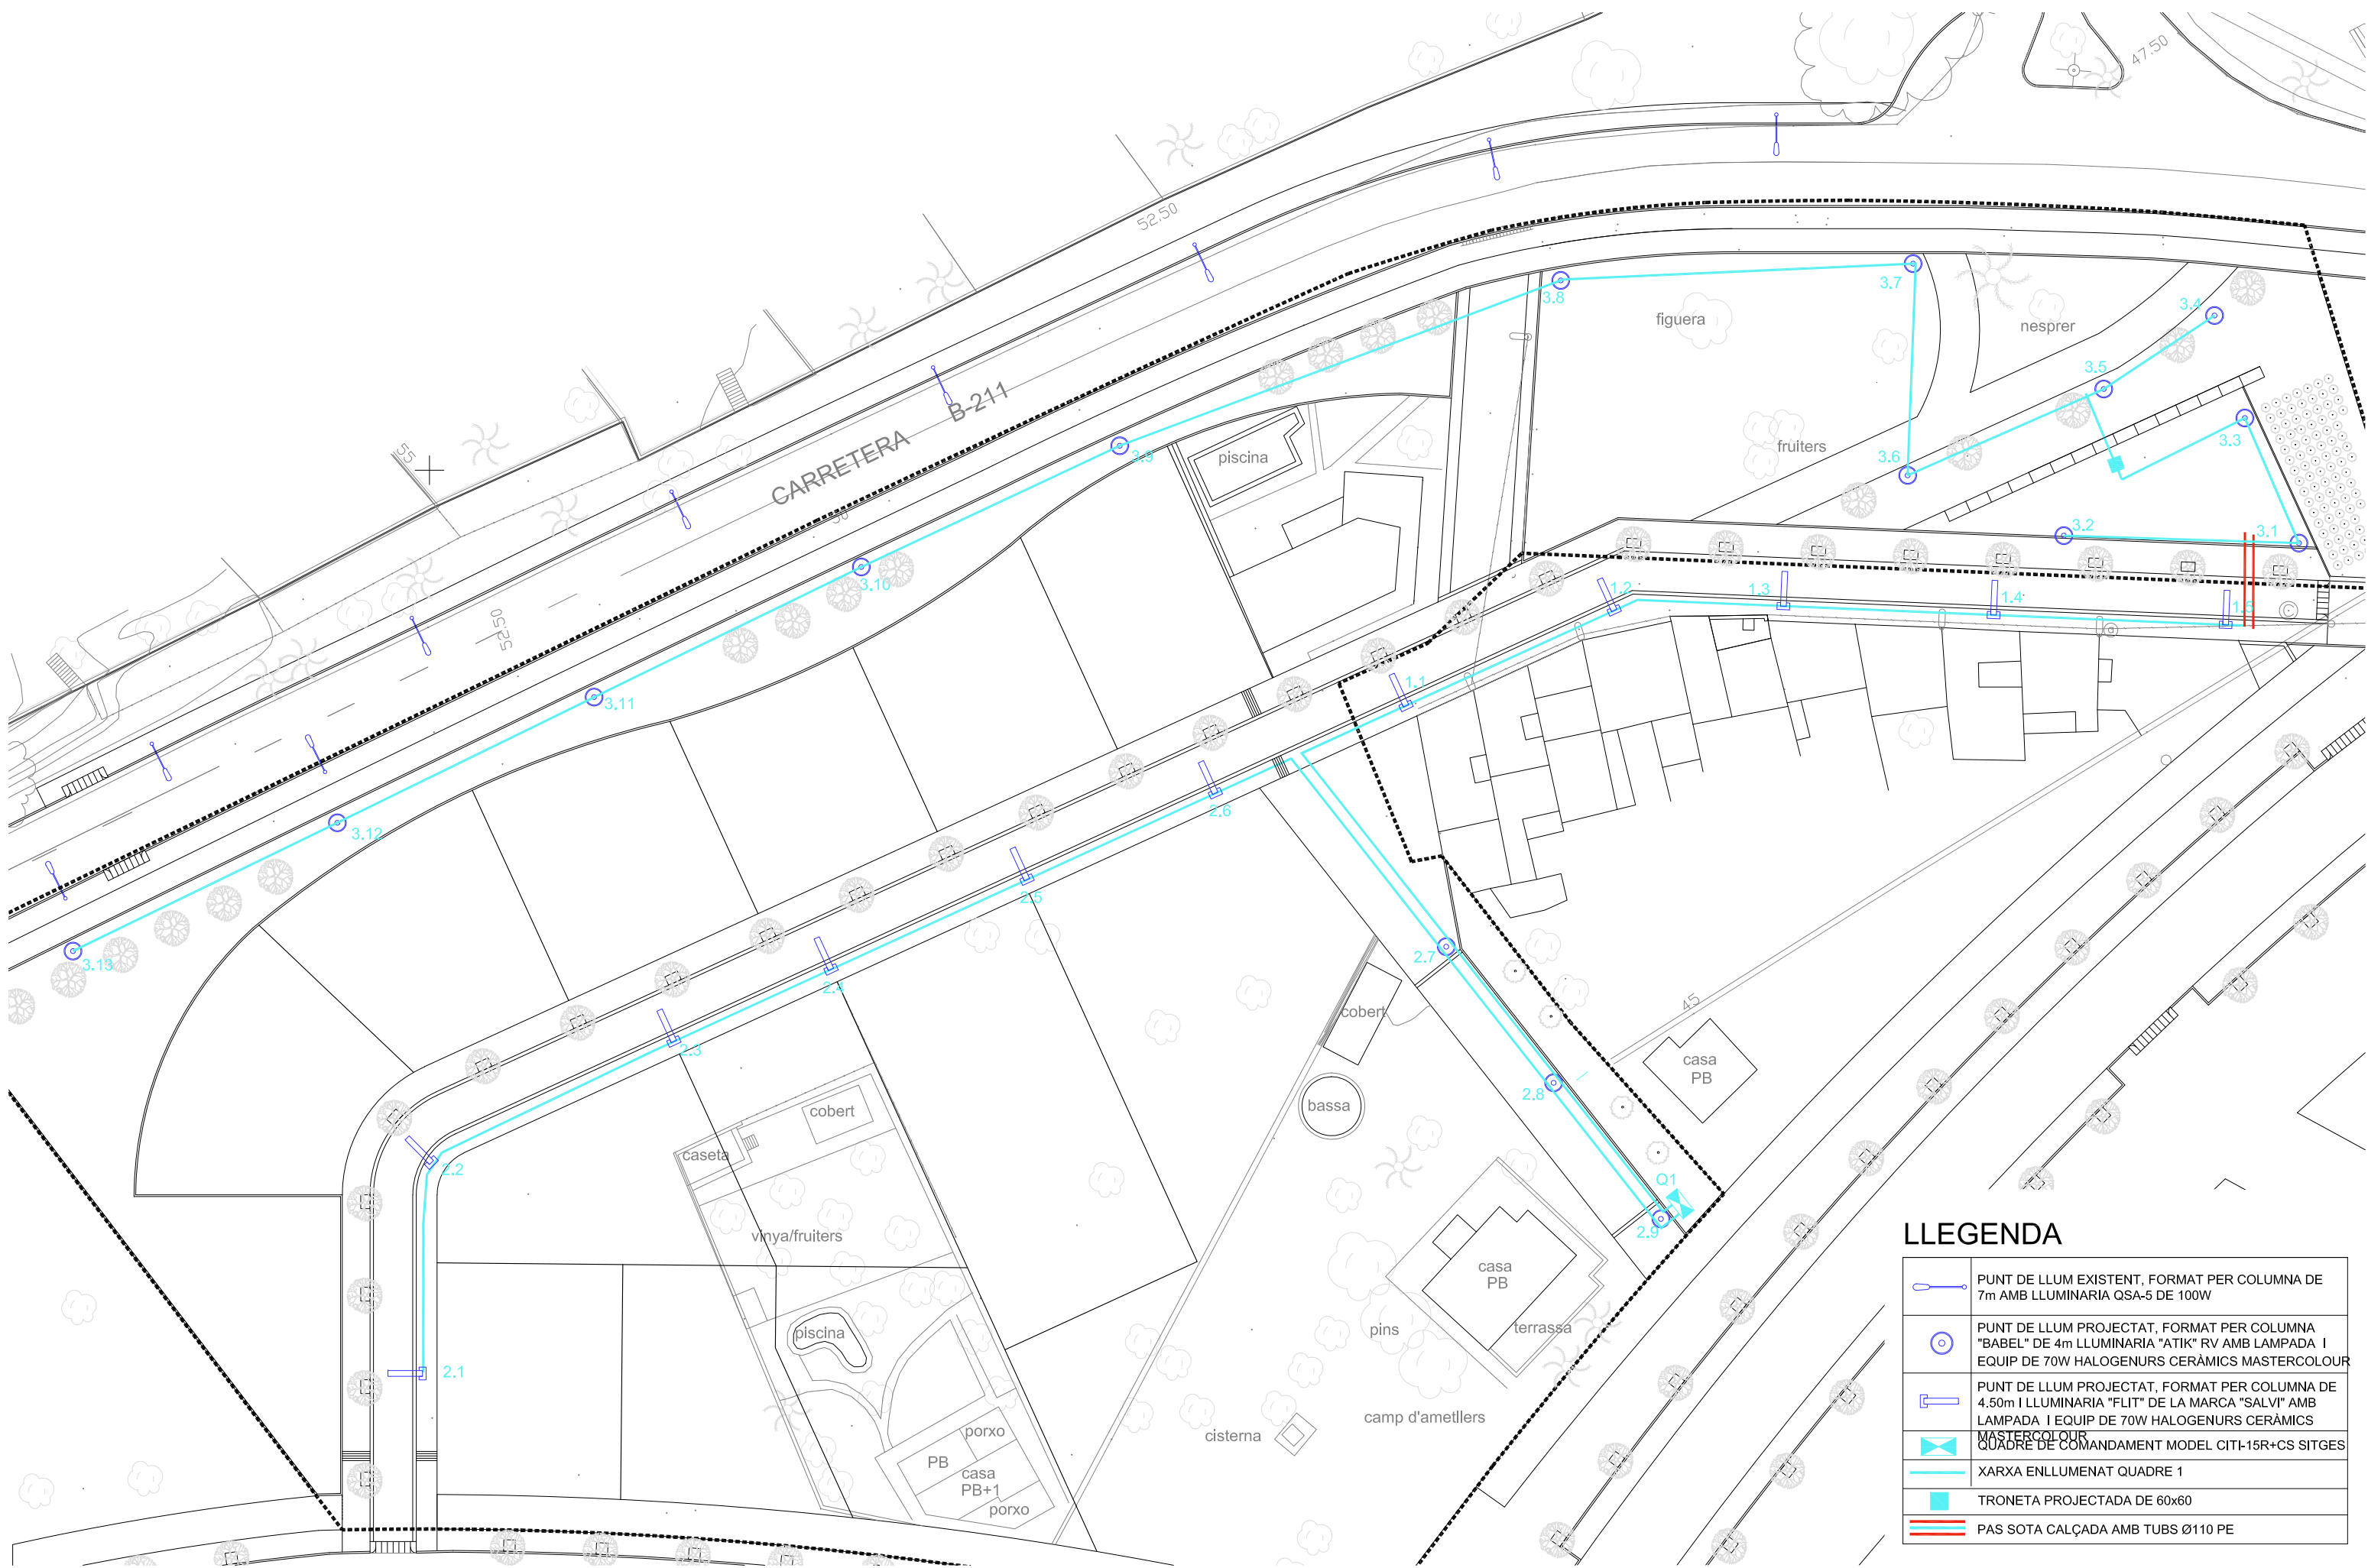 47.50
52.50
3.7
3.8
figuera
3.4
nesprer
3.5
CARRETERA B-211
3.3
3.9
piscina
fruiters
3.6
55
50
3.2
3.1
3.10
1.2
1.3
1.4
1.5
52.50
3.11
1.1
2.6
3.12
2.5
2.7
3.13
2.4
45
cobert
2.3
casa
PB
2.8
cobert
bassa
caseta
2.2
Q1
2.9
vinya/fruiters
casa
PB
piscina
pins
terrassa
2.1
camp d'ametllers
cisterna
porxo
PB
casa
PB+1
porxo
LLEGENDA
PUNT DE LLUM EXISTENT, FORMAT PER COLUMNA DE
7m AMB LLUMINARIA QSA-5 DE 100W
PUNT DE LLUM PROJECTAT, FORMAT PER COLUMNA
"BABEL" DE 4m LLUMINARIA "ATIK" RV AMB LAMPADA I
EQUIP DE 70W HALOGENURS CERÀMICS MASTERCOLOUR
PUNT DE LLUM PROJECTAT, FORMAT PER COLUMNA DE
4.50m I LLUMINARIA "FLIT" DE LA MARCA "SALVI" AMB
LAMPADA I EQUIP DE 70W HALOGENURS CERÀMICS
MASTERCOLOUR
QUADRE DE COMANDAMENT MODEL CITI-15R+CS SITGES
XARXA ENLLUMENAT QUADRE 1
TRONETA PROJECTADA DE 60x60
PAS SOTA CALÇADA AMB TUBS Ø110 PE